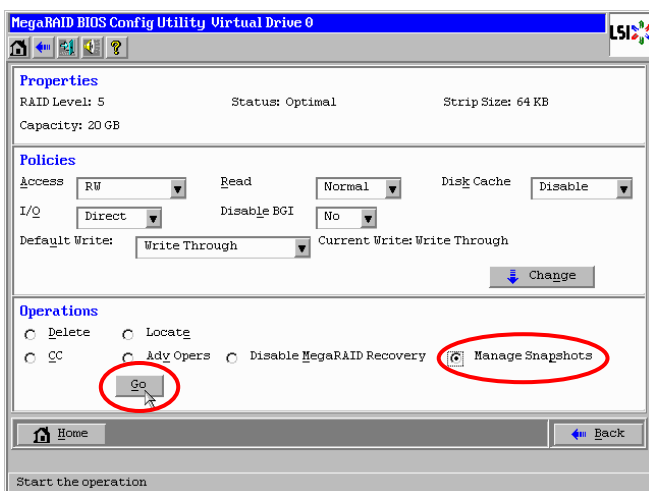 MegaRAID BIOS Config Utility Virtual Drive 0
LSI
?
Properties
RAID Level: 5 Status: Optimal Strip Size: 64 KB
Capacity: 20 GB
Policies
Access RW Read Normal Disk Cache Disable
I/O Direct Disable BGI No
Default Write: Write Through Current Write: Write Through
Change
Operations
Delete Locate
CC Adv Opers Disable MegaRAID Recovery Manage Snapshots
Go
Home Back
Start the operation